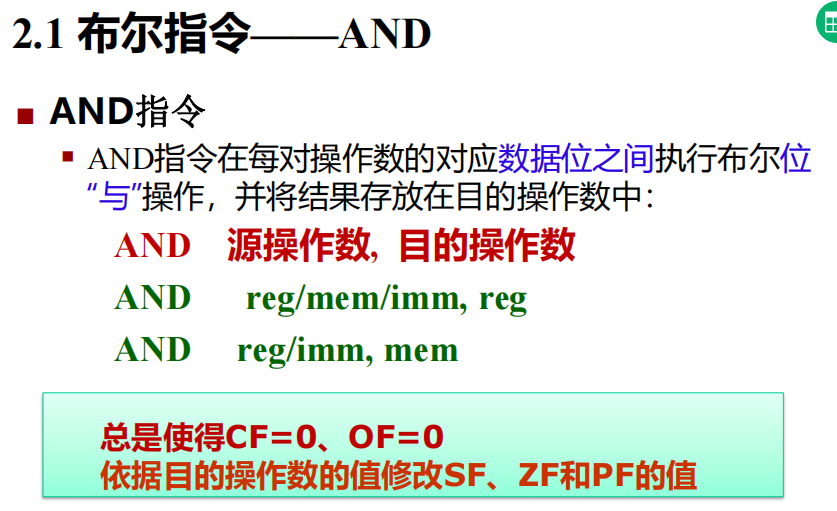 2.1 布尔指令——AND
AND指令
AND指令在每对操作数的对应数据位之间执行布尔位
“与”操作，并将结果存放在目的操作数中：
AND 源操作数, 目的操作数
AND reg/mem/imm, reg
AND reg/imm, mem
总是使得CF=0、OF=0
依据目的操作数的值修改SF、ZF和PF的值